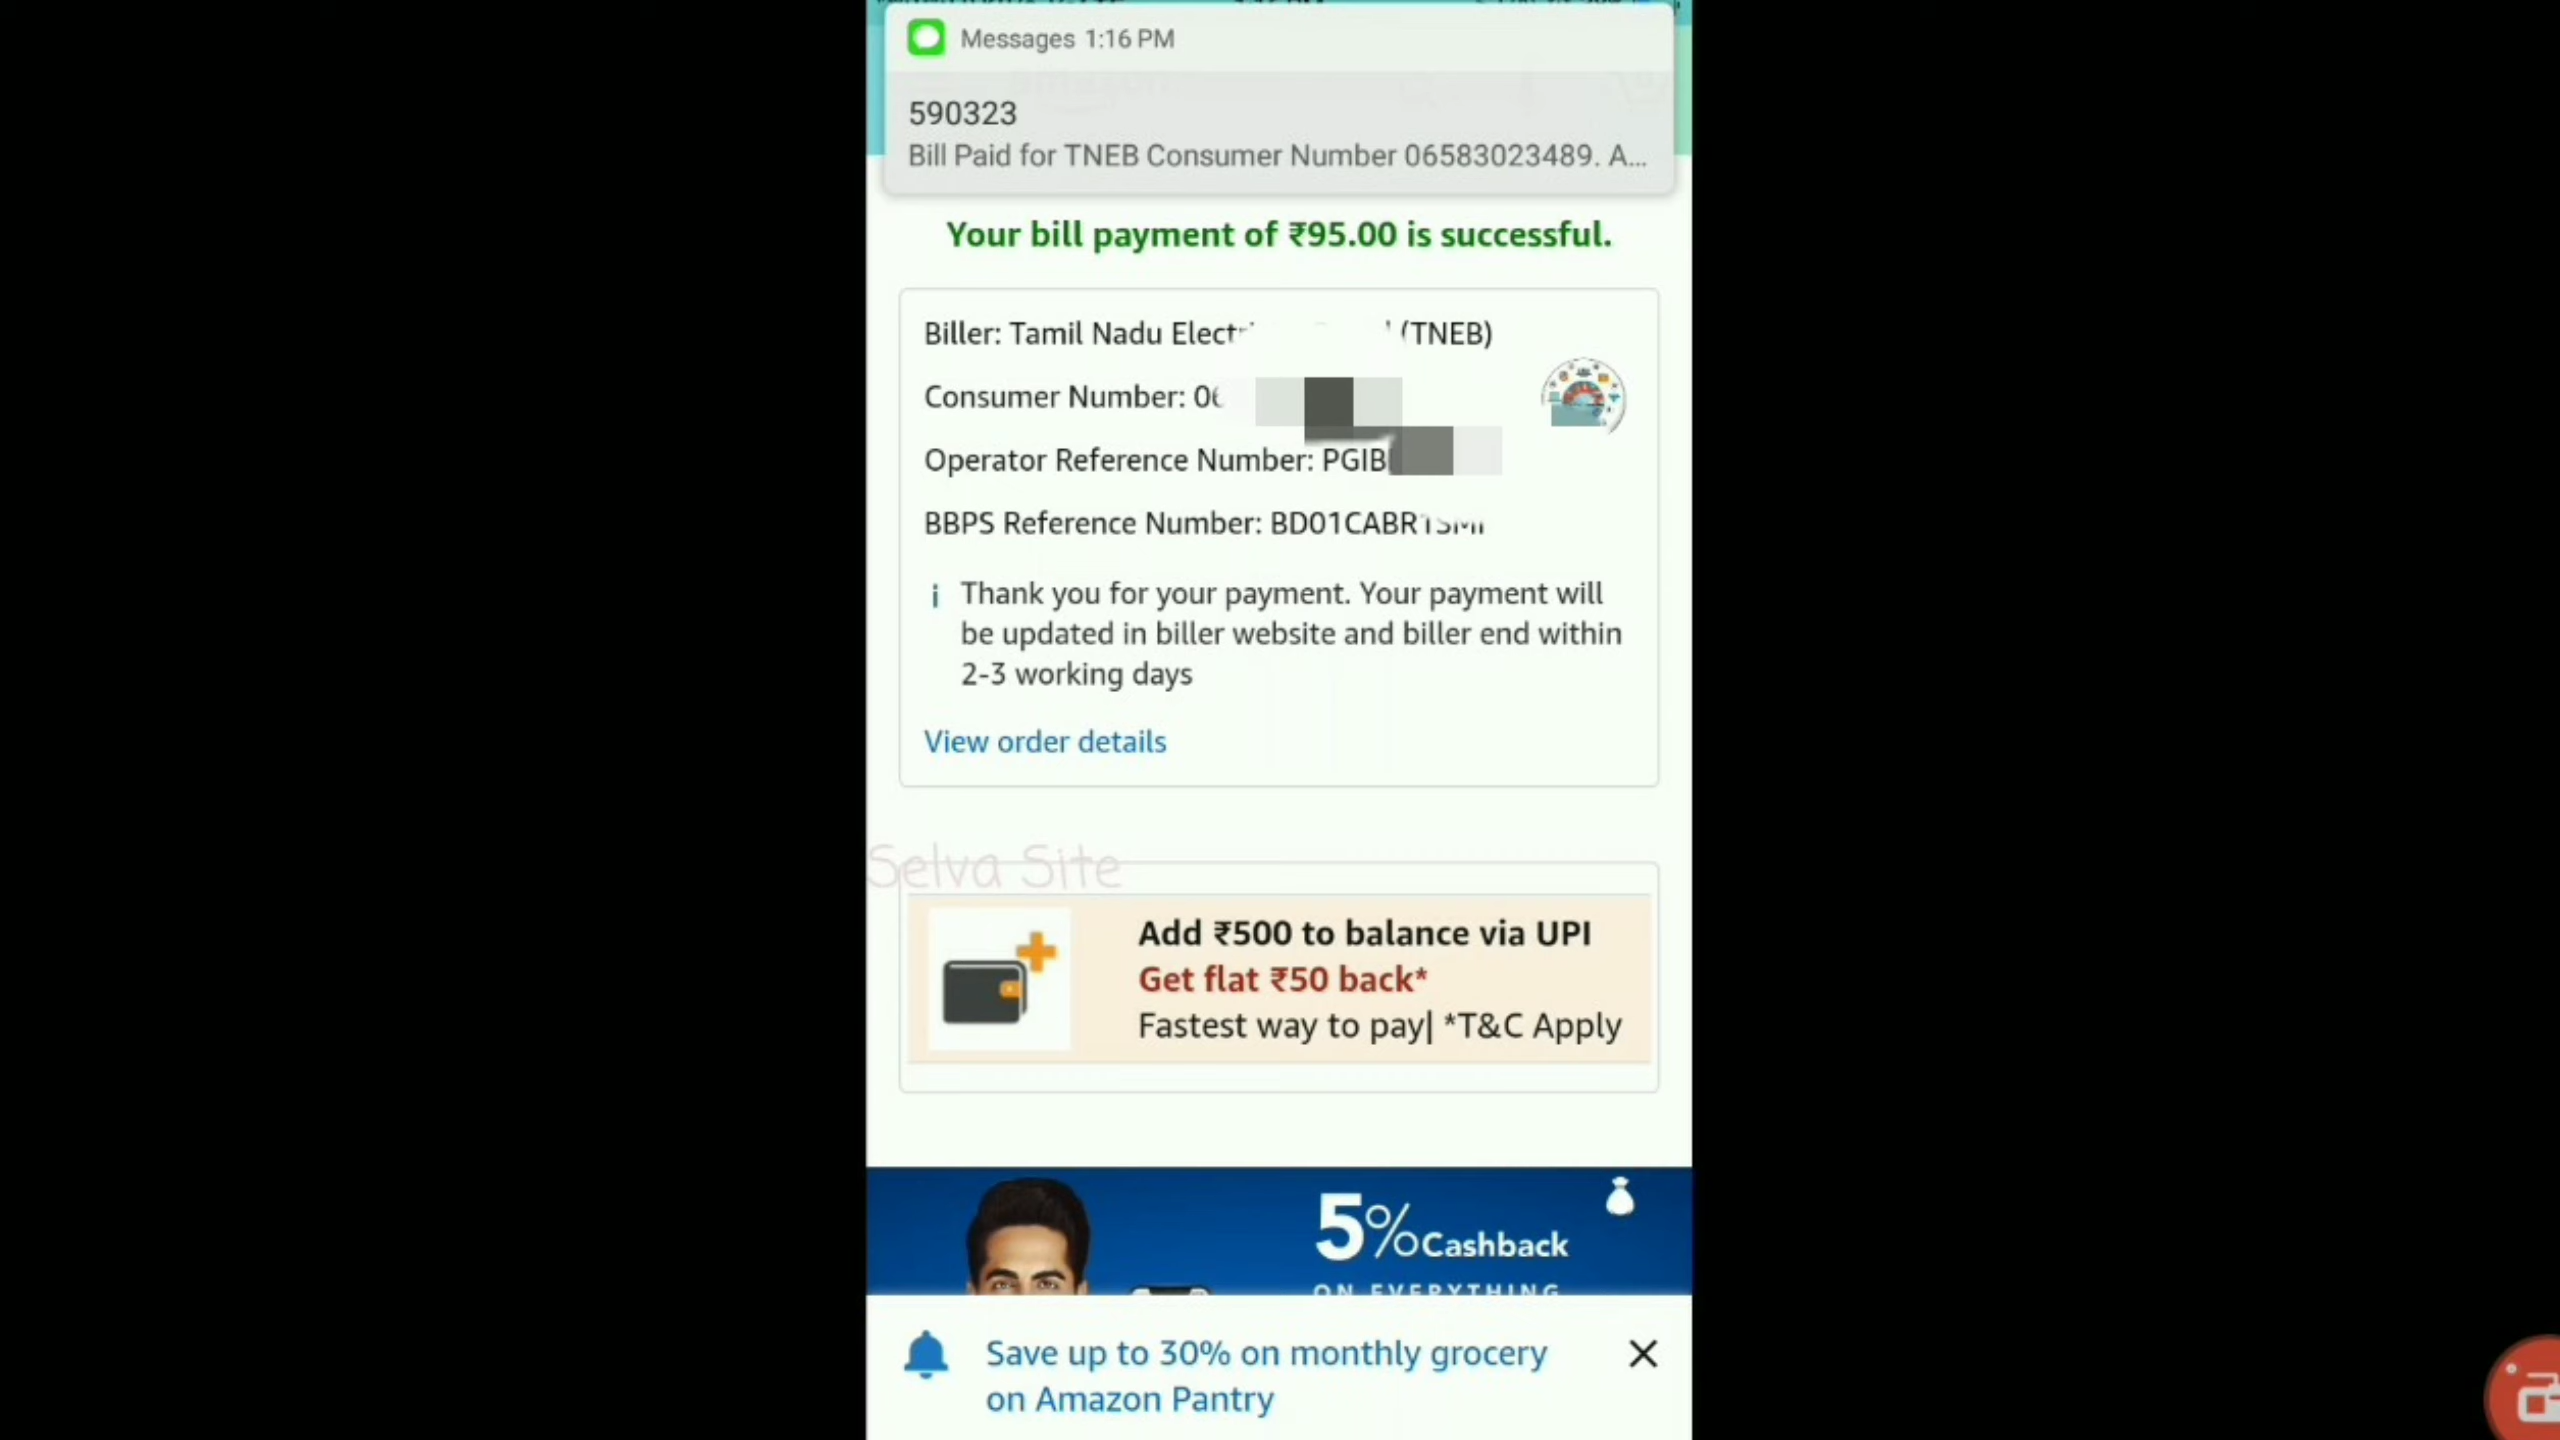 Messages 1:16 PM
590323
Bill Paid for TNEB Consumer Number 06583023489. A...
Your bill payment of ₹95.00 is successful.
Biller: Tamil Nadu (TNEB)
Consumer Number:
Operator Reference Number:
BBPS Reference Number:
i Thank you for your payment. Your payment will
be updated in biller website and biller end within
2-3 working days
View order details
Selva Site
Add ₹500 to balance via UPI
Get flat ₹50 back*
Fastest way to pay| *T&C Apply
5% Cashback
ON EVERYTHING
Save up to 30% on monthly grocery
on Amazon Pantry